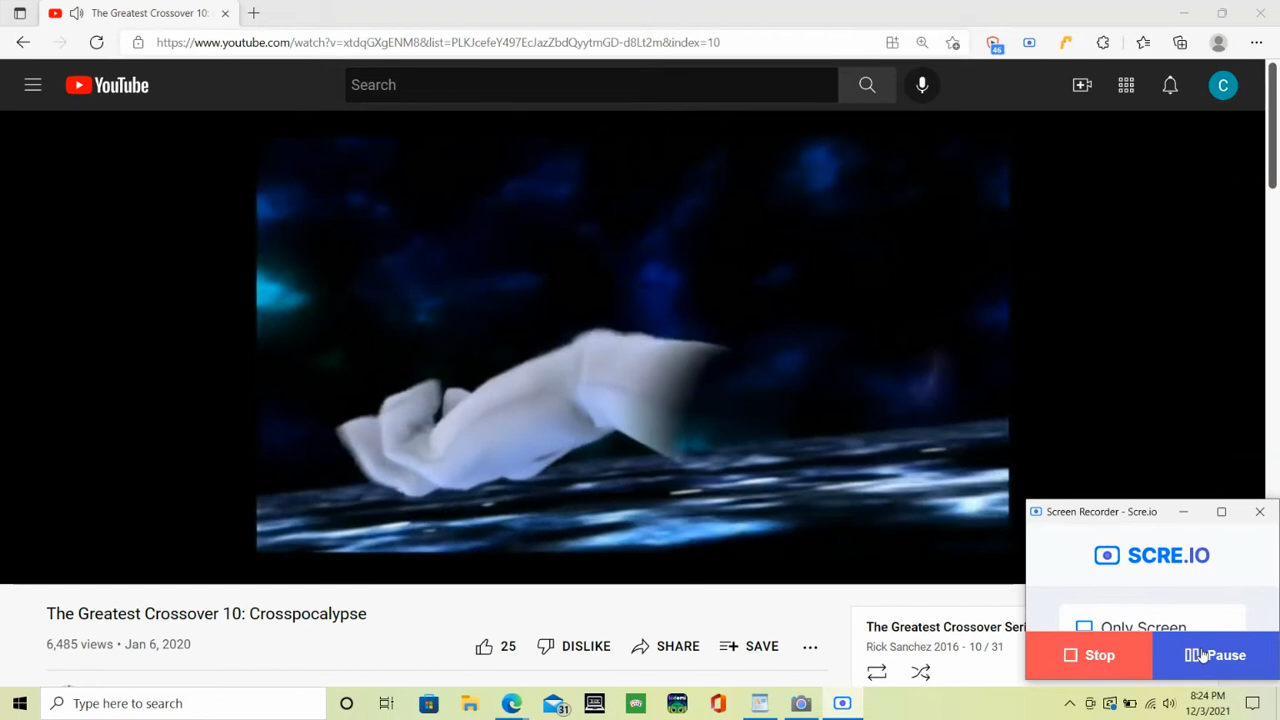 The Greatest Crossover 10:
https://www.youtube.com/watch?v=xtdqGXgENM8&list=PLKJcefeY497EcJazZbdQyytmGD-d8Lt2m&index=10
46
YouTube
Search
C
The Greatest Crossover 10: Crosspocalypse
6,485 views • Jan 6, 2020
25
DISLIKE
SHARE
SAVE
The Greatest Crossover Seri
Rick Sanchez 2016 - 10 / 31
Screen Recorder - Scre.io
SCRE.IO
Only Screen
Stop
Pause
Type here to search
31
8:24 PM
12/3/2021